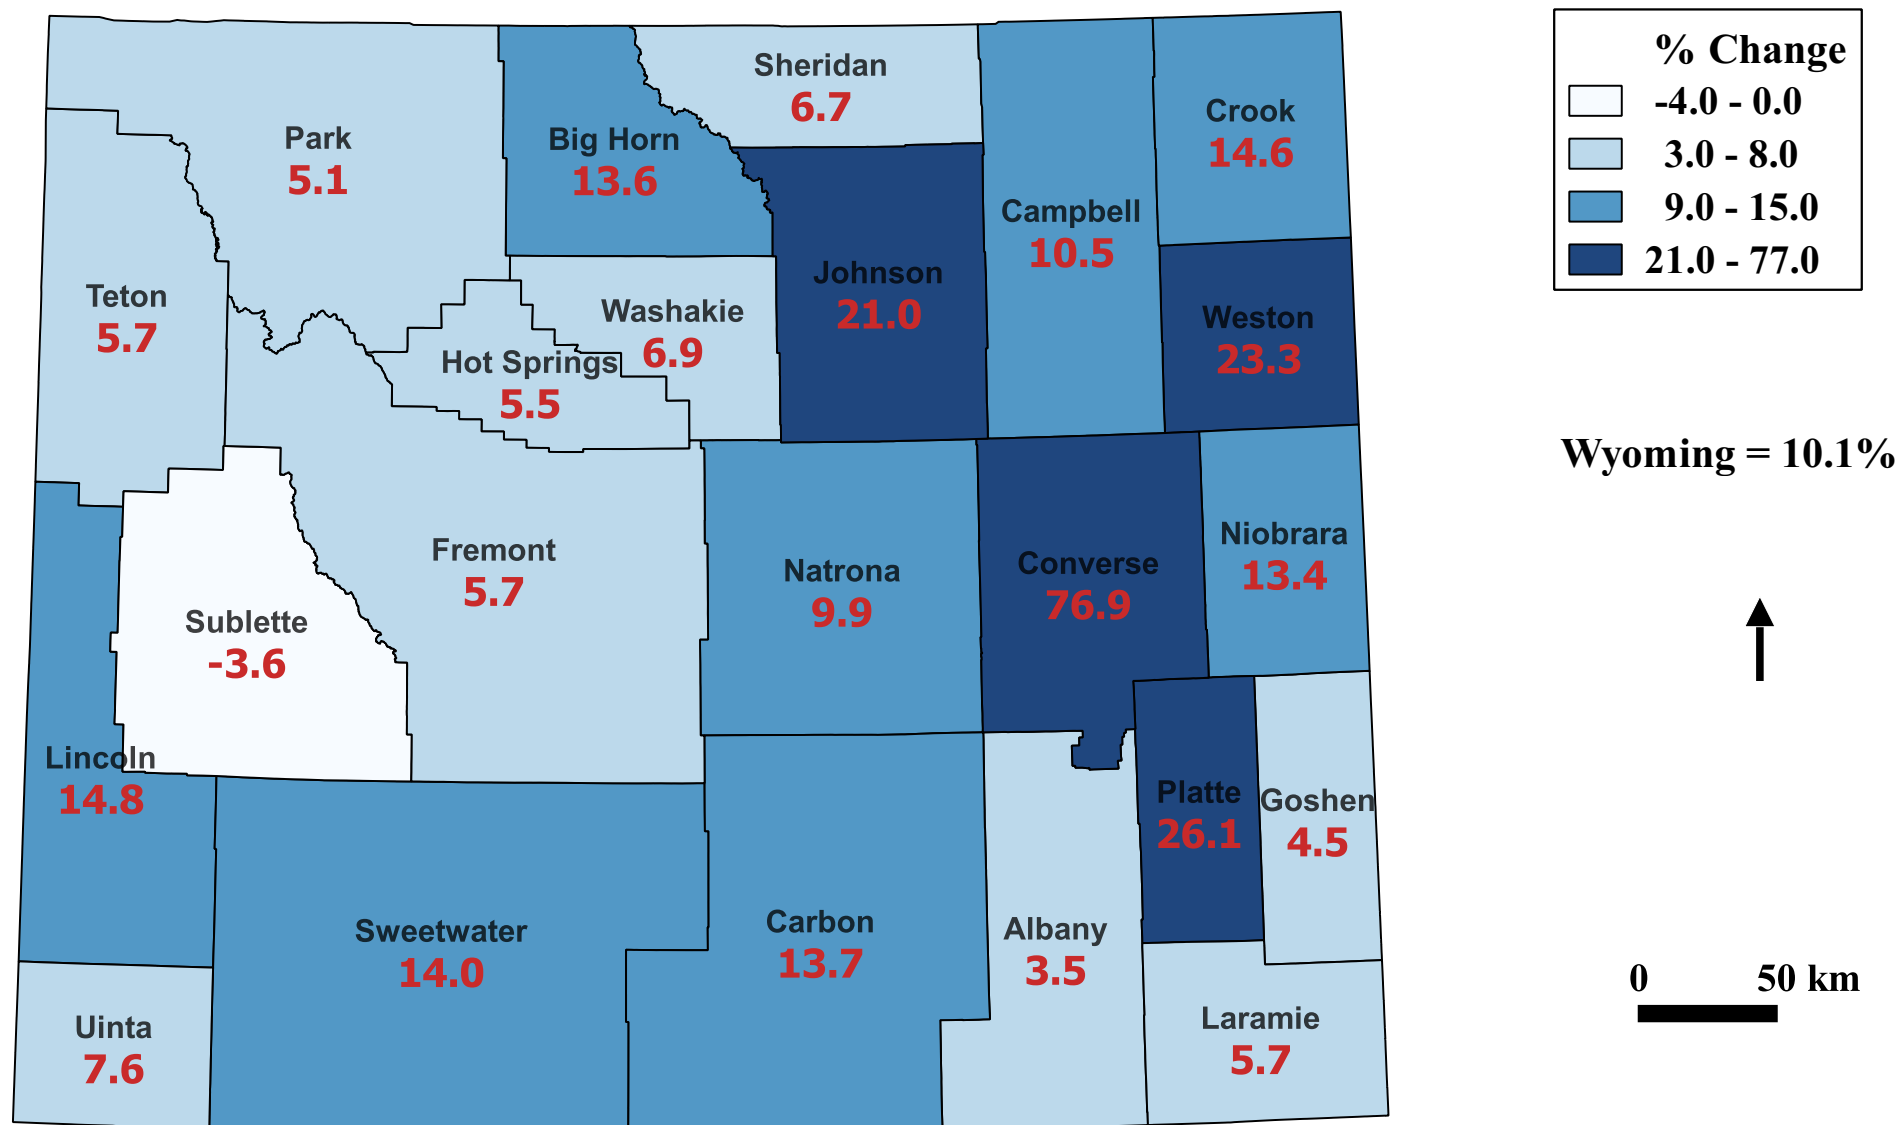 % Change
-4.0 - 0.0
3.0 - 8.0
9.0 - 15.0
21.0 - 77.0
Sheridan
6.7
Crook
14.6
Park
5.1
Big Horn
13.6
Campbell
10.5
Johnson
21.0
Teton
5.7
Washakie
6.9
Weston
23.3
Hot Springs
5.5
Wyoming = 10.1%
Niobrara
13.4
Fremont
5.7
Natrona
9.9
Converse
76.9
Sublette
-3.6
Lincoln
14.8
Platte
26.1
Goshen
4.5
Sweetwater
14.0
Carbon
13.7
Albany
3.5
0 50 km
Uinta
7.6
Laramie
5.7